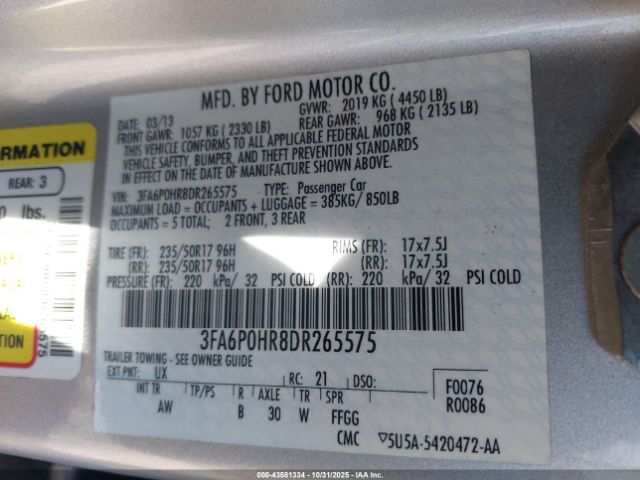 MFD. BY FORD MOTOR CO.
DATE: 03/13 GVWR: 2019 KG (4450 LB)
FRONT GAWR: 1057 KG (2330 LB) REAR GAWR: 968 KG (2135 LB)
THIS VEHICLE CONFORMS TO ALL APPLICABLE FEDERAL MOTOR
VEHICLE SAFETY, BUMPER, AND THEFT PREVENTION STANDARDS
IN EFFECT ON THE DATE OF MANUFACTURE SHOWN ABOVE.
VIN: 3FA6P0HR8DR265575 TYPE: Passenger Car
MAXIMUM LOAD = OCCUPANTS + LUGGAGE = 385KG/ 850LB
OCCUPANTS = 5 TOTAL; 2 FRONT, 3 REAR
TIRE (FR): 235/50R17 96H RIMS (FR): 17x7.5J
(RR): 235/50R17 96H (RR): 17x7.5J
PRESSURE (FR): 220 kPa/ 32 PSI COLD (RR): 220 kPa/ 32 PSI COLD
3FA6P0HR8DR265575
TRAILER TOWING - SEE OWNER GUIDE
EXT PNT: UX RC: 21 DSO:
F0076
R0086
INT TR TP/PS R AXLE TR SPR
AW B 30 W FFGG
CMC 5U5A-5420472-AA
ORMATION
REAR: 3
0 lbs.
TION
5575
000-43581334 | 10/31/2025 - IAAI.com